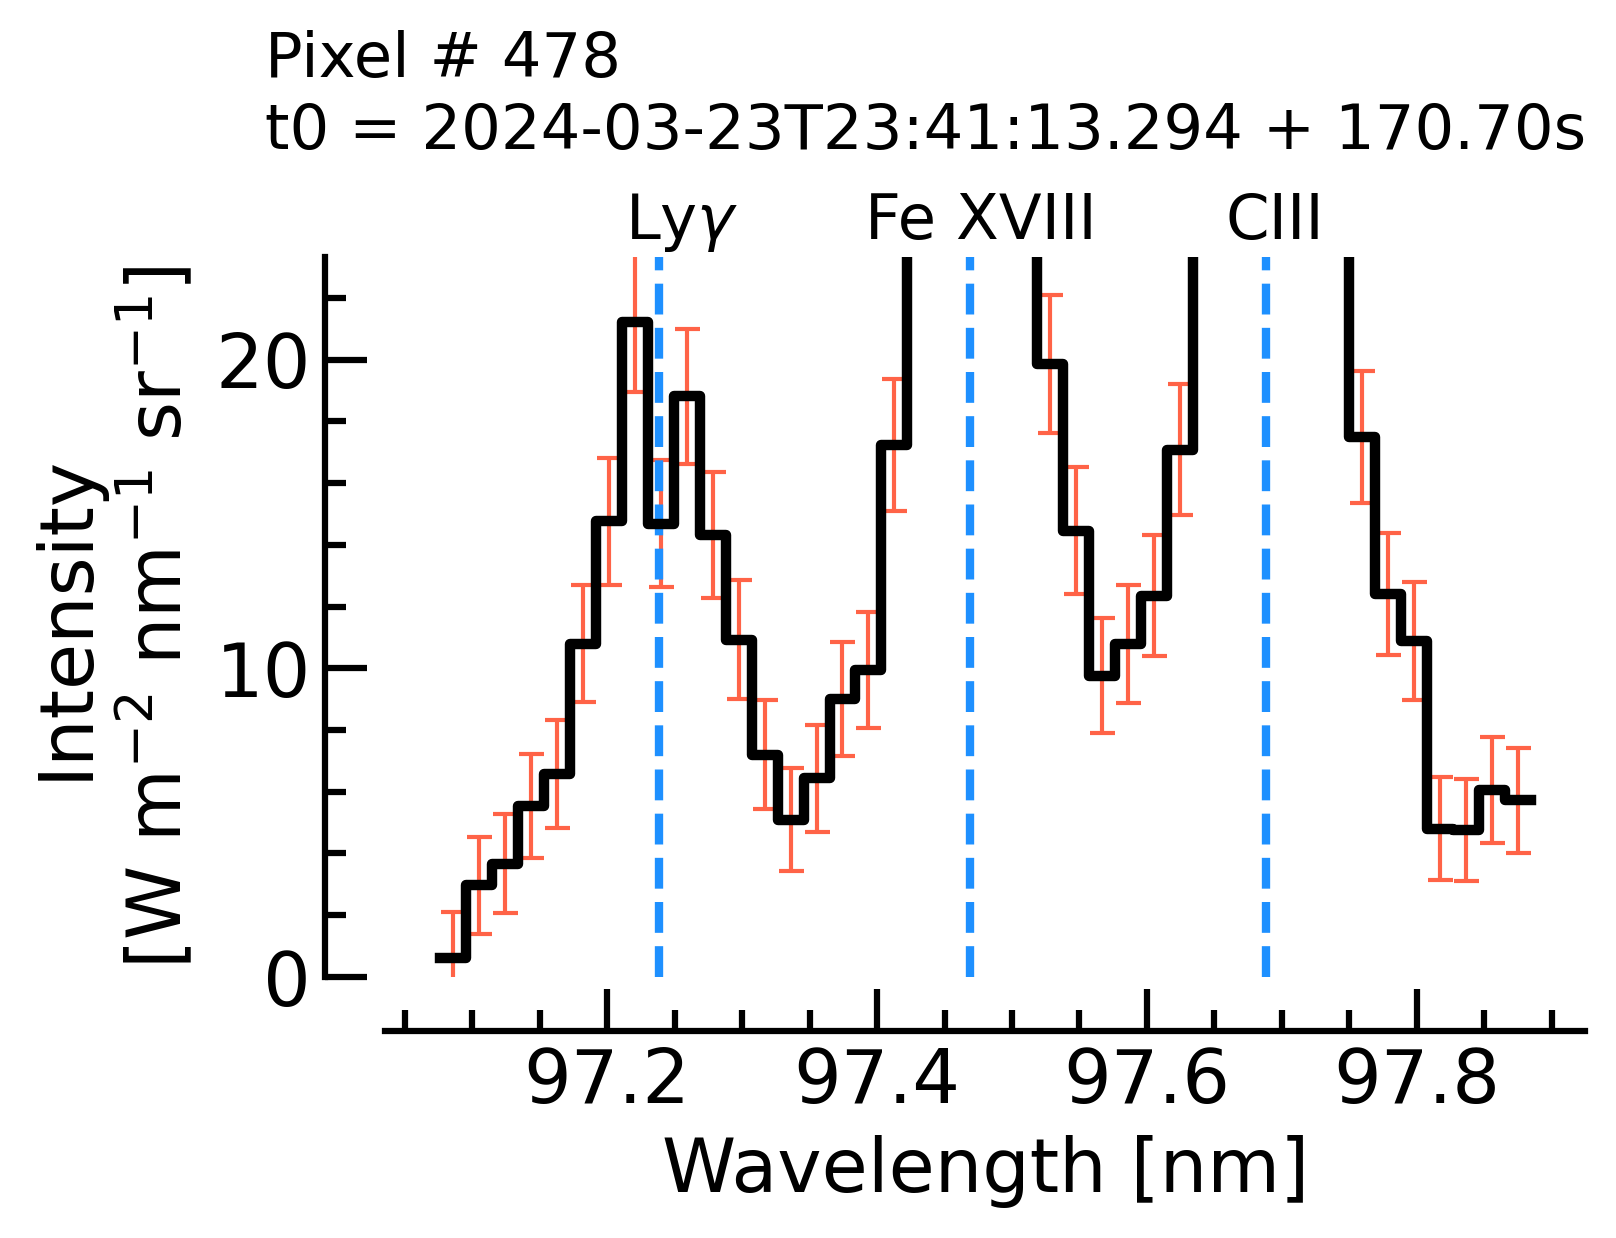 Pixel # 478
t0 = 2024-03-23T23:41:13.294 + 170.70s
Lyγ Fe XVIII CIII
Intensity
[W m⁻² nm⁻¹ sr⁻¹]
20
10
0
97.2 97.4 97.6 97.8
Wavelength [nm]